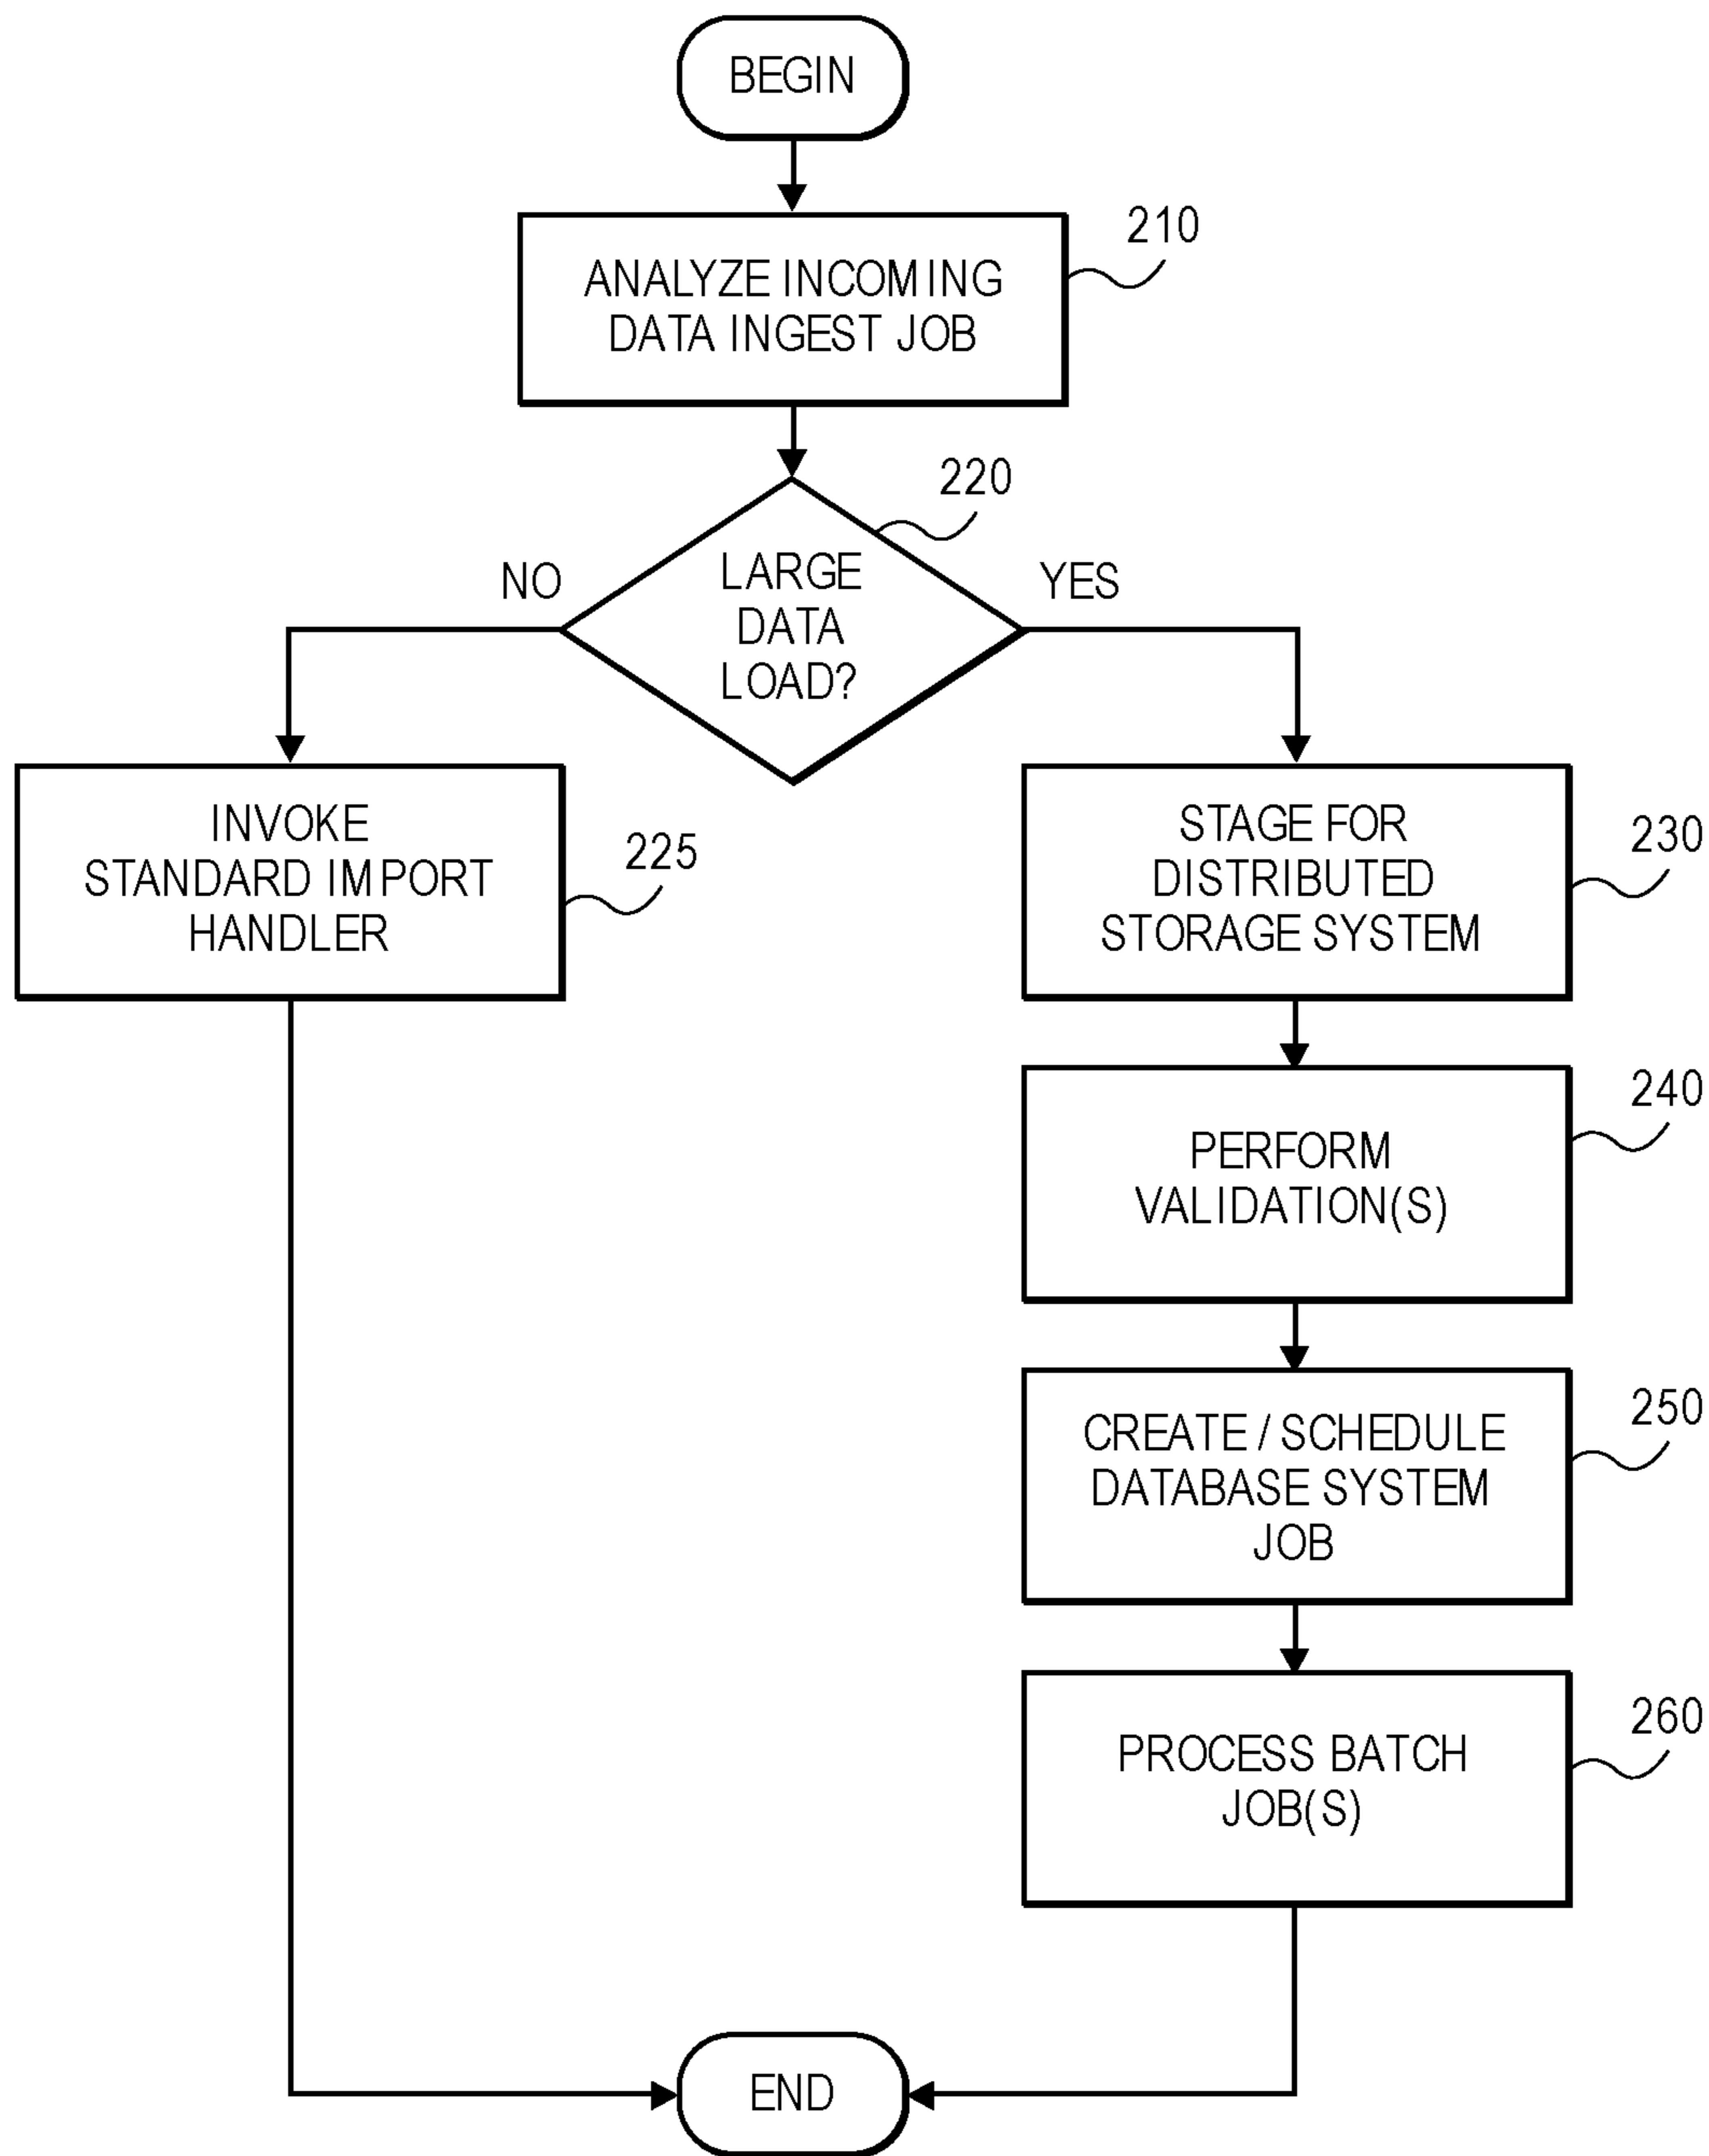 BEGIN
210
ANALYZE INCOMING
DATA INGEST JOB
220
LARGE
DATA
LOAD?
NO
YES
INVOKE
STANDARD IMPORT
HANDLER
225
STAGE FOR
DISTRIBUTED
STORAGE SYSTEM
230
PERFORM
VALIDATION(S)
240
CREATE / SCHEDULE
DATABASE SYSTEM
JOB
250
PROCESS BATCH
JOB(S)
260
END